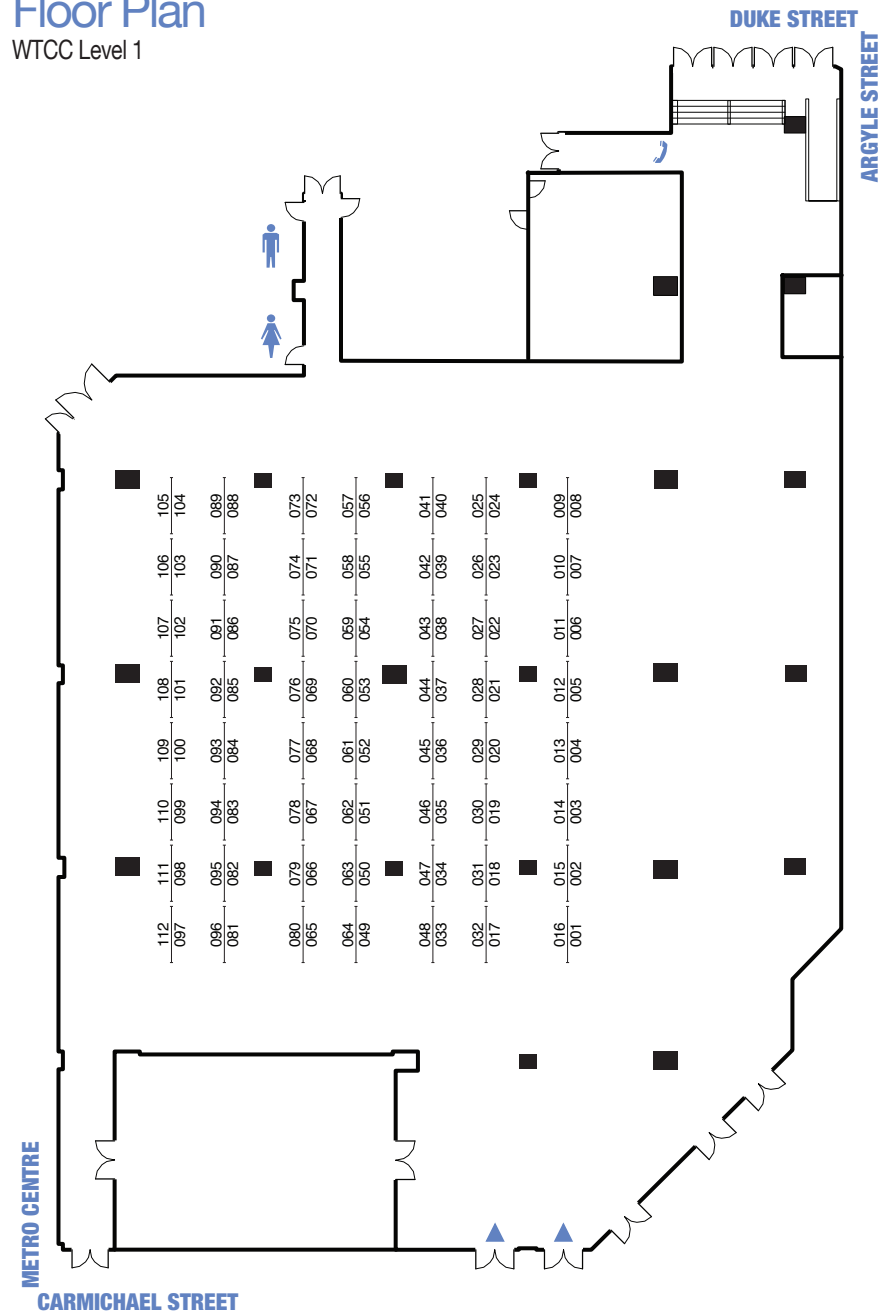 Floor Plan
WTCC Level 1
DUKE STREET
ARGYLE STREET
105 089 073 057 041 025 009
104 088 072 056 040 024 008
106 090 074 058 042 026 010
103 087 071 055 039 023 007
107 091 075 059 043 027 011
102 086 070 054 038 022 006
108 092 076 060 044 028 012
101 085 069 053 037 021 005
109 093 077 061 045 029 013
100 084 068 052 036 020 004
110 094 078 062 046 030 014
099 083 067 051 035 019 003
111 095 079 063 047 031 015
098 082 066 050 034 018 002
112 096 080 064 048 032 016
097 081 065 049 033 017 001
METRO CENTRE
CARMICHAEL STREET